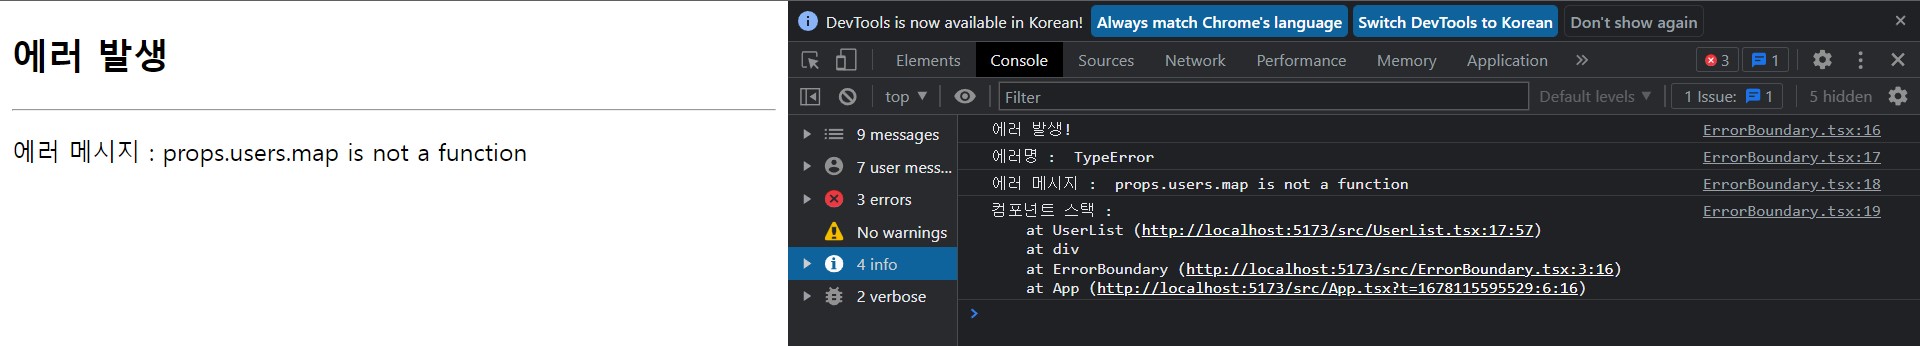 에러 발생
에러 메시지 : props.users.map is not a function
DevTools is now available in Korean! Always match Chrome's language Switch DevTools to Korean Don't show again
Elements Console Sources Network Performance Memory Application 3 1
top Filter Default levels 1 Issue: 1 5 hidden
9 messages
7 user mess...
3 errors
No warnings
4 info
2 verbose
에러 발생! ErrorBoundary.tsx:16
에러명 : TypeError ErrorBoundary.tsx:17
에러 메시지 : props.users.map is not a function ErrorBoundary.tsx:18
컴포넌트 스택 : ErrorBoundary.tsx:19
at UserList (http://localhost:5173/src/UserList.tsx:17:57)
at div
at ErrorBoundary (http://localhost:5173/src/ErrorBoundary.tsx:3:16)
at App (http://localhost:5173/src/App.tsx?t=1678115595529:6:16)